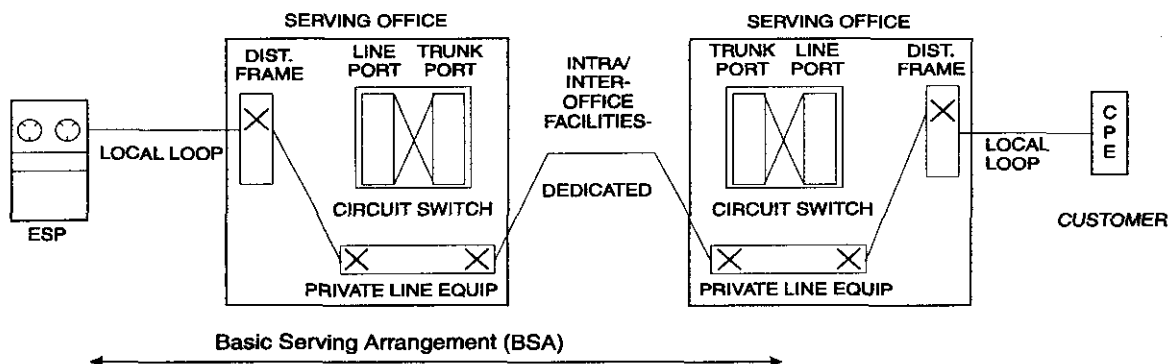 SERVING OFFICE
DIST.
FRAME
LINE
PORT
TRUNK
PORT
CIRCUIT SWITCH
PRIVATE LINE EQUIP
ESP
LOCAL LOOP
INTRA/
INTER-
OFFICE
FACILITIES-
DEDICATED
SERVING OFFICE
TRUNK
PORT
LINE
PORT
DIST.
FRAME
CIRCUIT SWITCH
PRIVATE LINE EQUIP
LOCAL
LOOP
C
P
E
CUSTOMER
Basic Serving Arrangement (BSA)